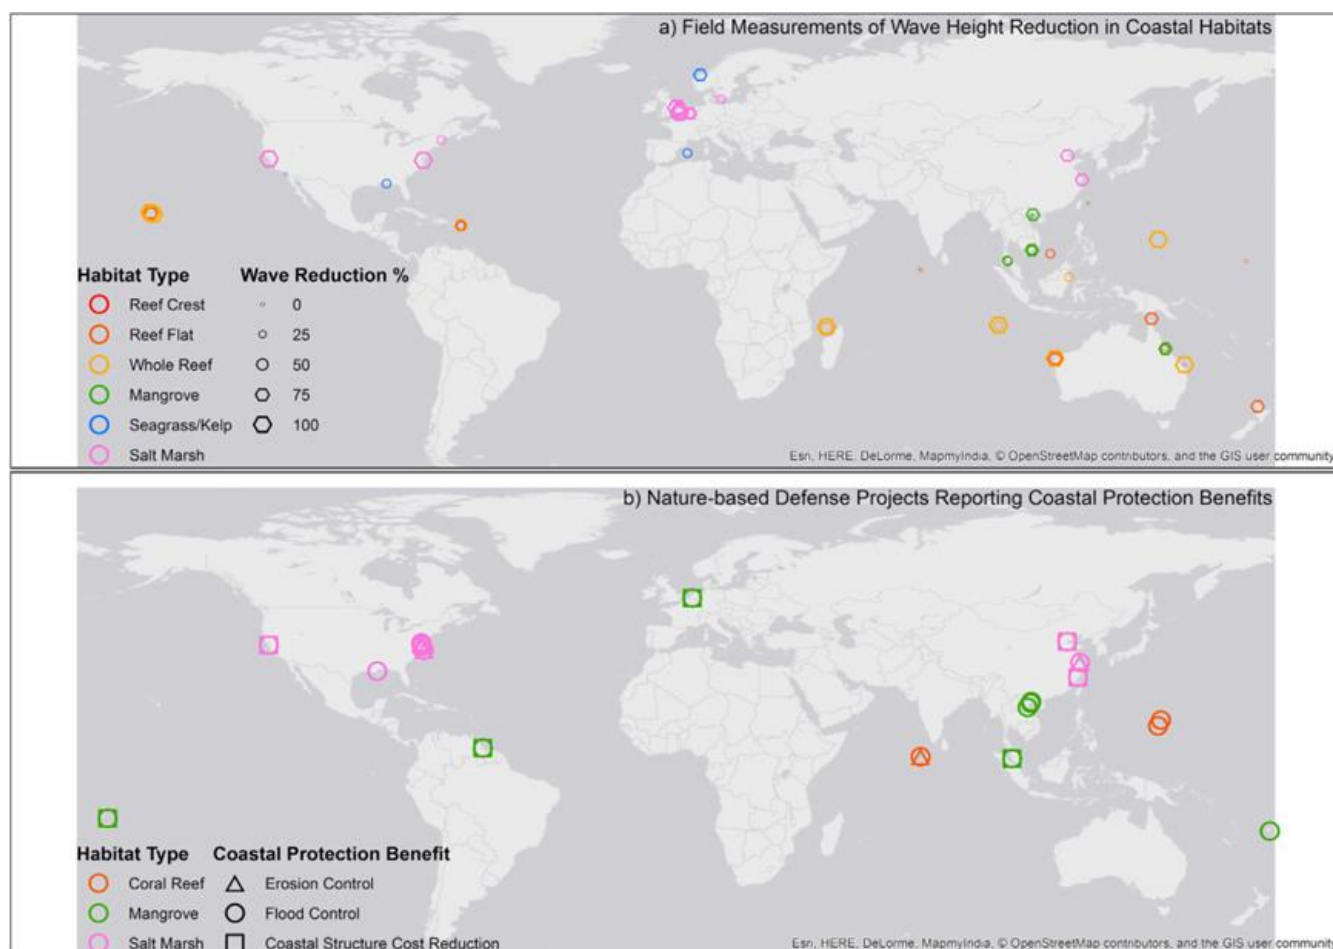 a) Field Measurements of Wave Height Reduction in Coastal Habitats
Habitat Type Wave Reduction %
Reef Crest 0
Reef Flat 25
Whole Reef 50
Mangrove 75
Seagrass/Kelp 100
Salt Marsh
Esri, HERE, DeLorme, MapmyIndia, © OpenStreetMap contributors, and the GIS user community
b) Nature-based Defense Projects Reporting Coastal Protection Benefits
Habitat Type Coastal Protection Benefit
Coral Reef Erosion Control
Mangrove Flood Control
Salt Marsh Coastal Structure Cost Reduction
Esri, HERE, DeLorme, MapmyIndia, © OpenStreetMap contributors, and the GIS user community